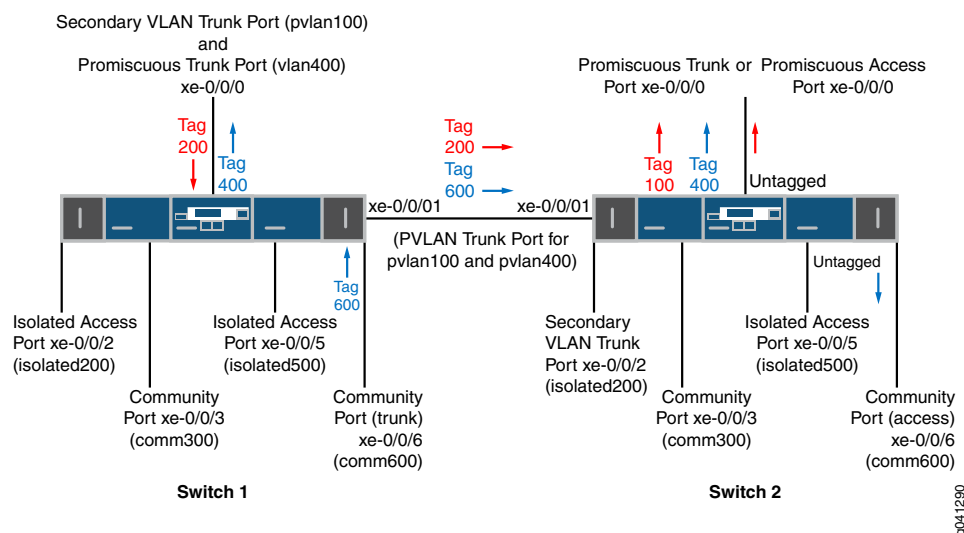 Secondary VLAN Trunk Port (pvlan100)
and
Promiscuous Trunk Port (vlan400)
xe-0/0/0
Tag
200
Tag
400
Tag
200
Tag
600
xe-0/0/01
xe-0/0/01
(PVLAN Trunk Port for
pvlan100 and pvlan400)
Tag
600
Isolated Access
Port xe-0/0/2
(isolated200)
Community
Port xe-0/0/3
(comm300)
Isolated Access
Port xe-0/0/5
(isolated500)
Community
Port (trunk)
xe-0/0/6
(comm600)
Switch 1
Promiscuous Trunk or Promiscuous Access
Port xe-0/0/0
Port xe-0/0/0
Tag
100
Tag
400
Untagged
Untagged
Secondary
VLAN Trunk
Port xe-0/0/2
(isolated200)
Community
Port xe-0/0/3
(comm300)
Isolated Access
Port xe-0/0/5
(isolated500)
Community
Port (access)
xe-0/0/6
(comm600)
Switch 2
g041290